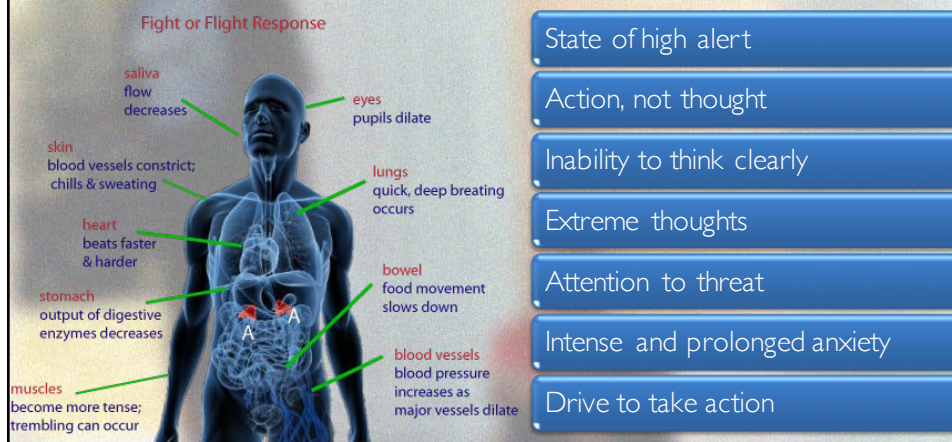 Fight or Flight Response
saliva
flow
decreases
eyes
pupils dilate
skin
blood vessels constrict;
chills & sweating
lungs
quick, deep breating
occurs
heart
beats faster
& harder
bowel
food movement
slows down
stomach
output of digestive
enzymes decreases
A
A
blood vessels
blood pressure
increases as
major vessels dilate
muscles
become more tense;
trembling can occur
State of high alert
Action, not thought
Inability to think clearly
Extreme thoughts
Attention to threat
Intense and prolonged anxiety
Drive to take action